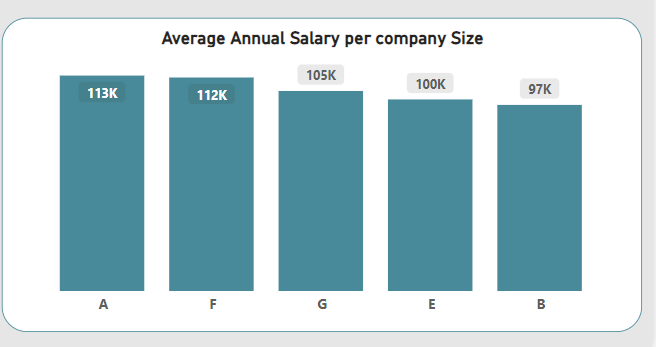 Average Annual Salary per company Size
113K
112K
105K
100K
97K
A
F
G
E
B